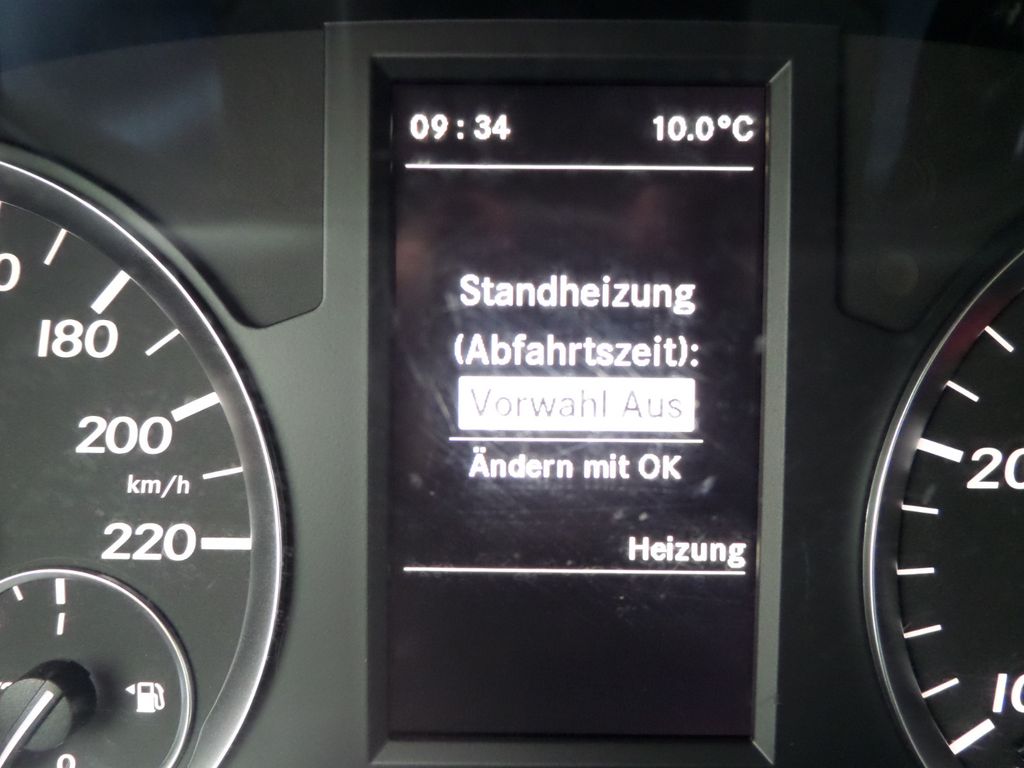 09 : 34 10.0°C
Standheizung
(Abfahrtszeit):
Vorwahl Aus
Ändern mit OK
Heizung
180
200
km/h
220